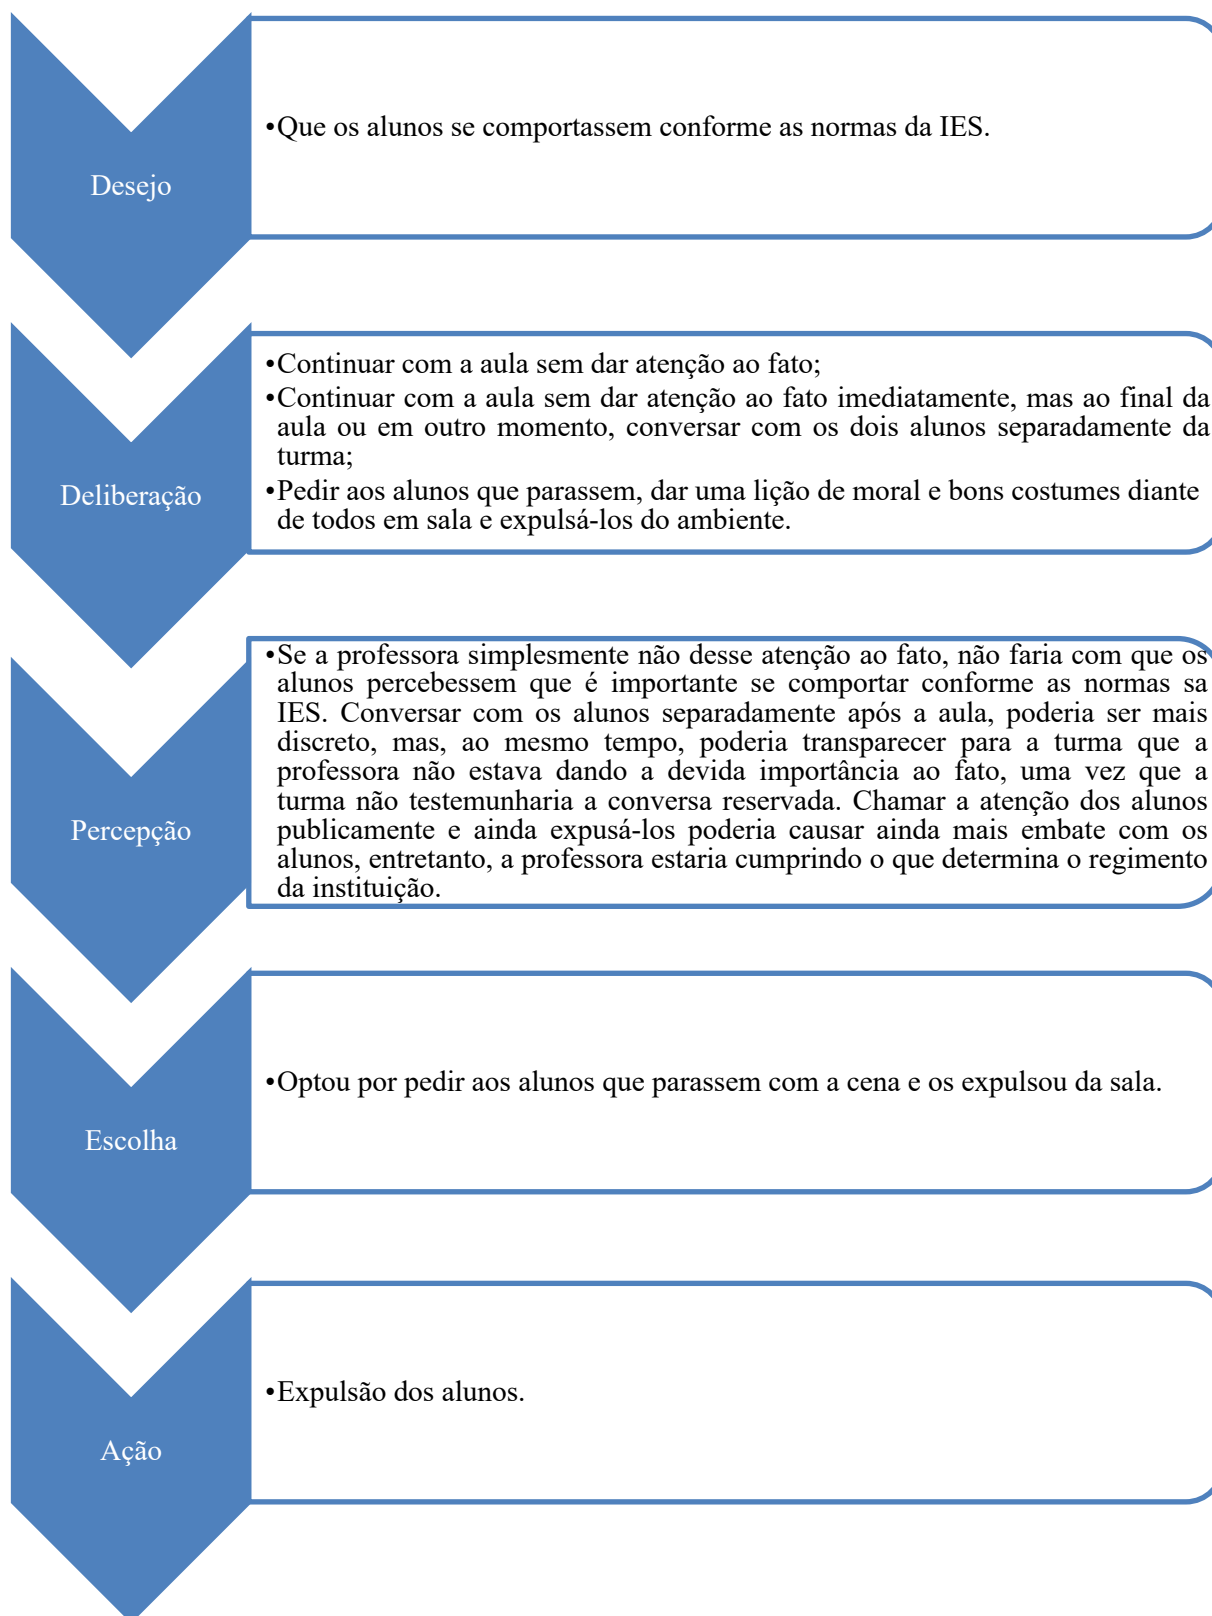 Desejo
•Que os alunos se comportassem conforme as normas da IES.
Deliberação
•Continuar com a aula sem dar atenção ao fato;
•Continuar com a aula sem dar atenção ao fato imediatamente, mas ao final da
aula ou em outro momento, conversar com os dois alunos separadamente da
turma;
•Pedir aos alunos que parassem, dar uma lição de moral e bons costumes diante
de todos em sala e expulsá-los do ambiente.
Percepção
•Se a professora simplesmente não desse atenção ao fato, não faria com que os
alunos percebessem que é importante se comportar conforme as normas sa
IES. Conversar com os alunos separadamente após a aula, poderia ser mais
discreto, mas, ao mesmo tempo, poderia transparecer para a turma que a
professora não estava dando a devida importância ao fato, uma vez que a
turma não testemunharia a conversa reservada. Chamar a atenção dos alunos
publicamente e ainda expusá-los poderia causar ainda mais embate com os
alunos, entretanto, a professora estaria cumprindo o que determina o regimento
da instituição.
Escolha
•Optou por pedir aos alunos que parassem com a cena e os expulsou da sala.
Ação
•Expulsão dos alunos.